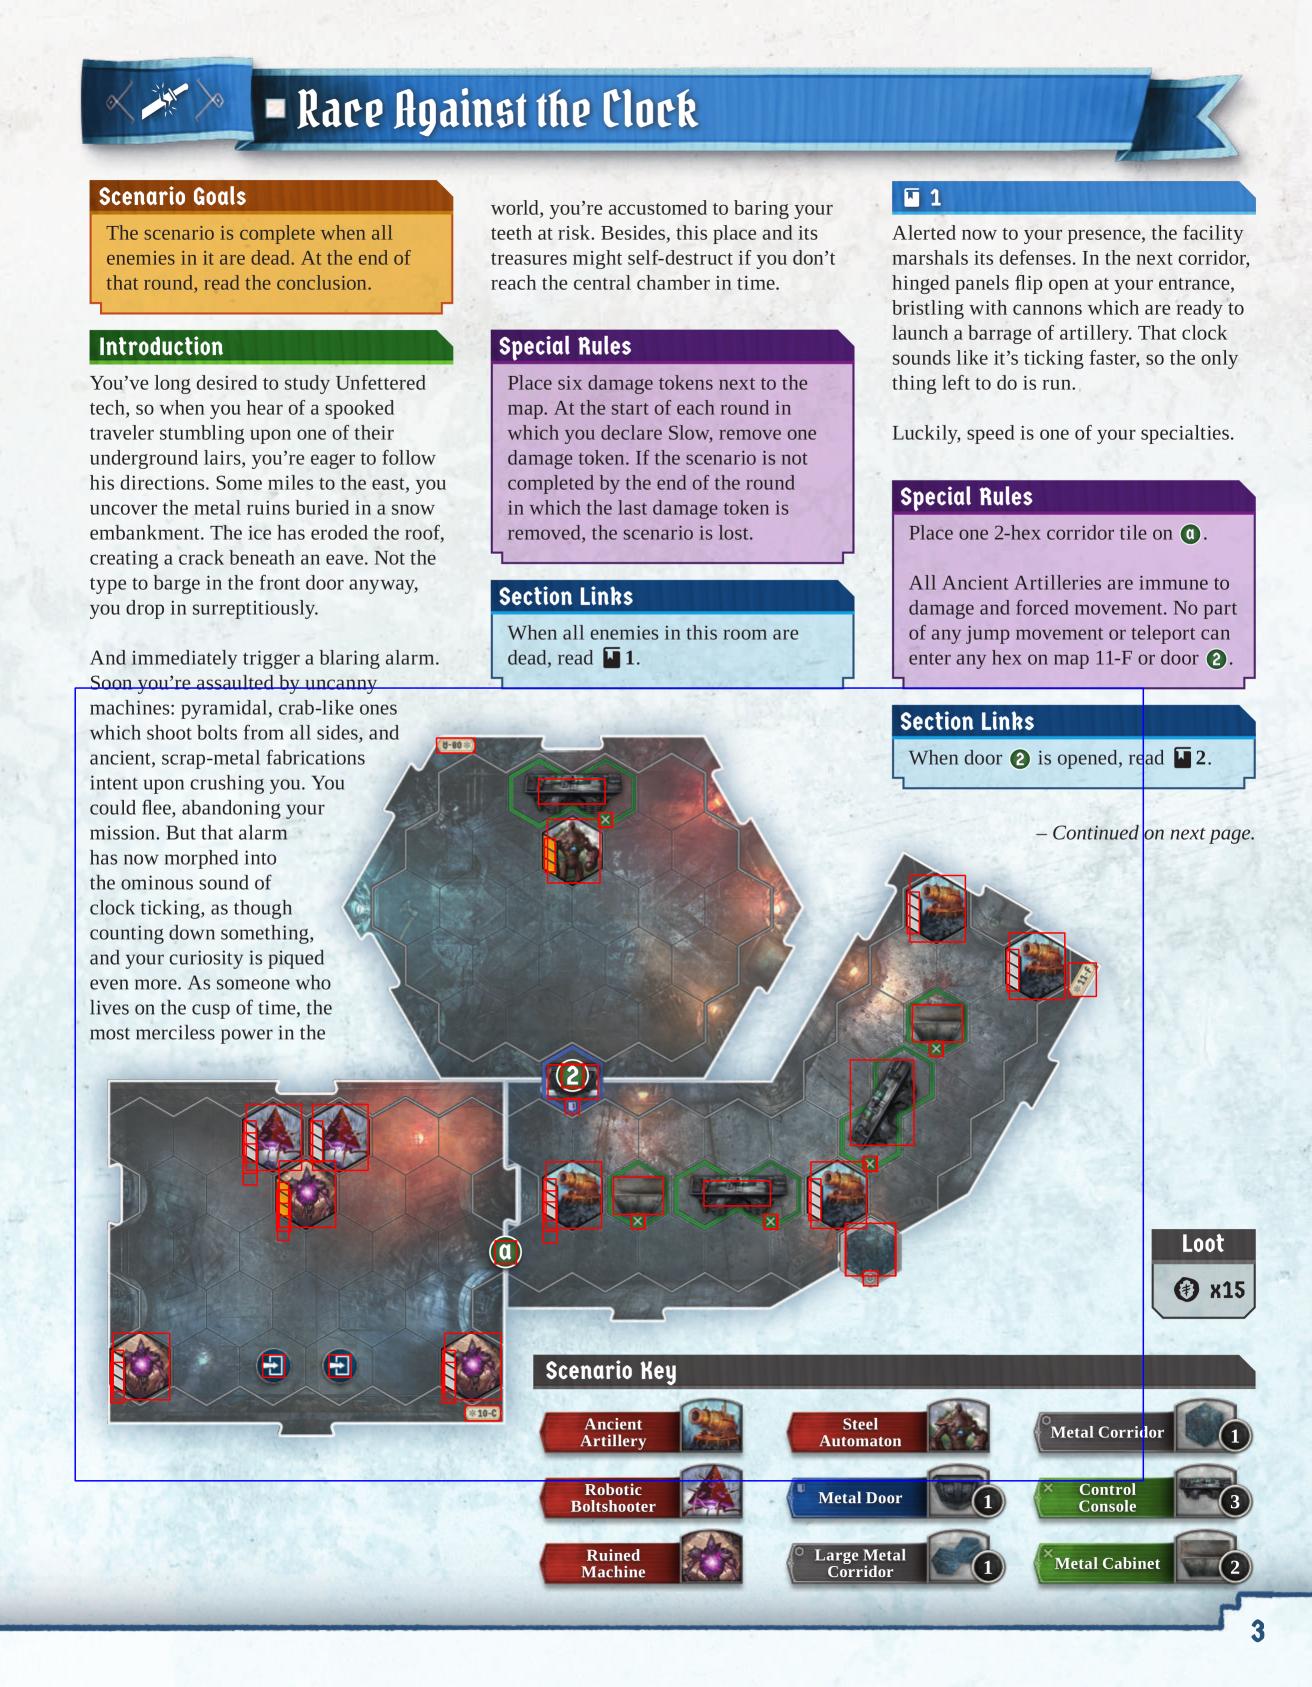 Race Against the Clock
Scenario Goals
The scenario is complete when all
enemies in it are dead. At the end of
that round, read the conclusion.
Introduction
You’ve long desired to study Unfettered
tech, so when you hear of a spooked
traveler stumbling upon one of their
underground lairs, you’re eager to follow
his directions. Some miles to the east, you
uncover the metal ruins buried in a snow
embankment. The ice has eroded the roof,
creating a crack beneath an eave. Not the
type to barge in the front door anyway,
you drop in surreptitiously.
And immediately trigger a blaring alarm.
Soon you’re assaulted by uncanny
machines: pyramidal, crab-like ones
which shoot bolts from all sides, and
ancient, scrap-metal fabrications
intent upon crushing you. You
could flee, abandoning your
mission. But that alarm
has now morphed into
the ominous sound of
clock ticking, as though
counting down something,
and your curiosity is piqued
even more. As someone who
lives on the cusp of time, the
most merciless power in the
world, you’re accustomed to baring your
teeth at risk. Besides, this place and its
treasures might self-destruct if you don’t
reach the central chamber in time.
Special Rules
Place six damage tokens next to the
map. At the start of each round in
which you declare Slow, remove one
damage token. If the scenario is not
completed by the end of the round
in which the last damage token is
removed, the scenario is lost.
Section Links
When all enemies in this room are
dead, read 1.
1
Alerted now to your presence, the facility
marshals its defenses. In the next corridor,
hinged panels flip open at your entrance,
bristling with cannons which are ready to
launch a barrage of artillery. That clock
sounds like it’s ticking faster, so the only
thing left to do is run.
Luckily, speed is one of your specialties.
Special Rules
Place one 2-hex corridor tile on a.
All Ancient Artilleries are immune to
damage and forced movement. No part
of any jump movement or teleport can
enter any hex on map 11-F or door 2.
Section Links
When door 2 is opened, read 2.
– Continued on next page.
11-F
2
a
10-C
Loot
x15
Scenario Key
Ancient
Artillery
Steel
Automaton
Metal Corridor
1
Robotic
Boltshooter
Metal Door
1
Control
Console
3
Ruined
Machine
Large Metal
Corridor
1
Metal Cabinet
2
3